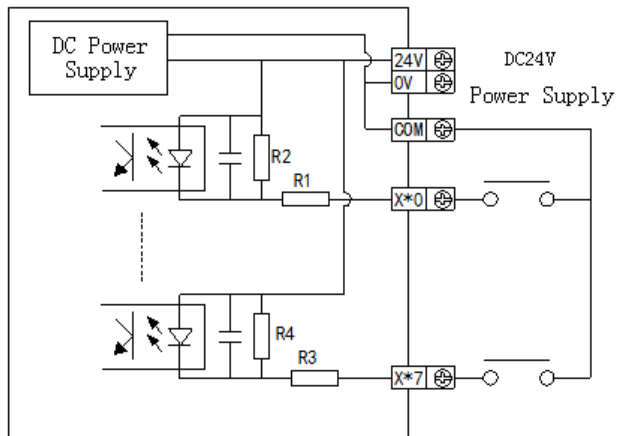 DC Power
Supply
24V
0V
COM
DC24V
Power Supply
R2
R1
X*0
R4
R3
X*7